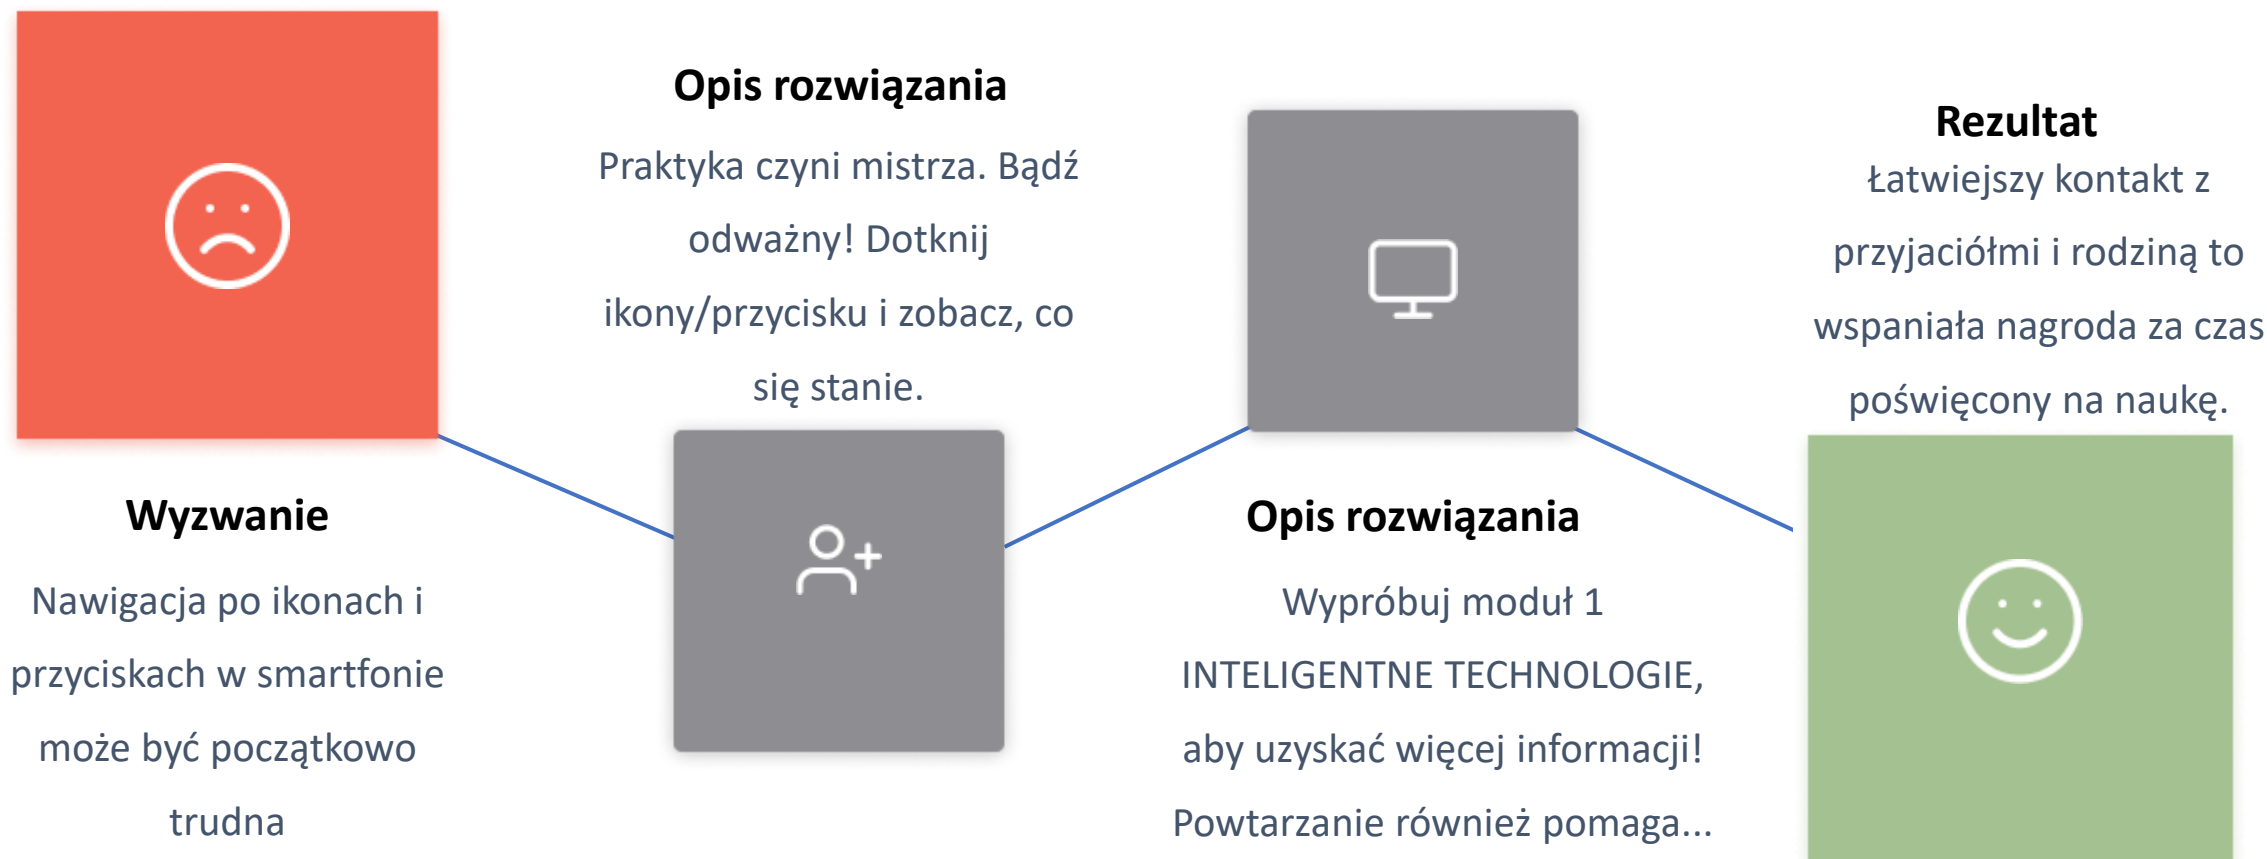 Wyzwanie
Nawigacja po ikonach i
przyciskach w smartfonie
może być początkowo
trudna
Opis rozwiązania
Praktyka czyni mistrza. Bądź
odważny! Dotknij
ikony/przycisku i zobacz, co
się stanie.
Opis rozwiązania
Wypróbuj moduł 1
INTELIGENTNE TECHNOLOGIE,
aby uzyskać więcej informacji!
Powtarzanie również pomaga...
Rezultat
Łatwiejszy kontakt z
przyjaciółmi i rodziną to
wspaniała nagroda za czas
poświęcony na naukę.